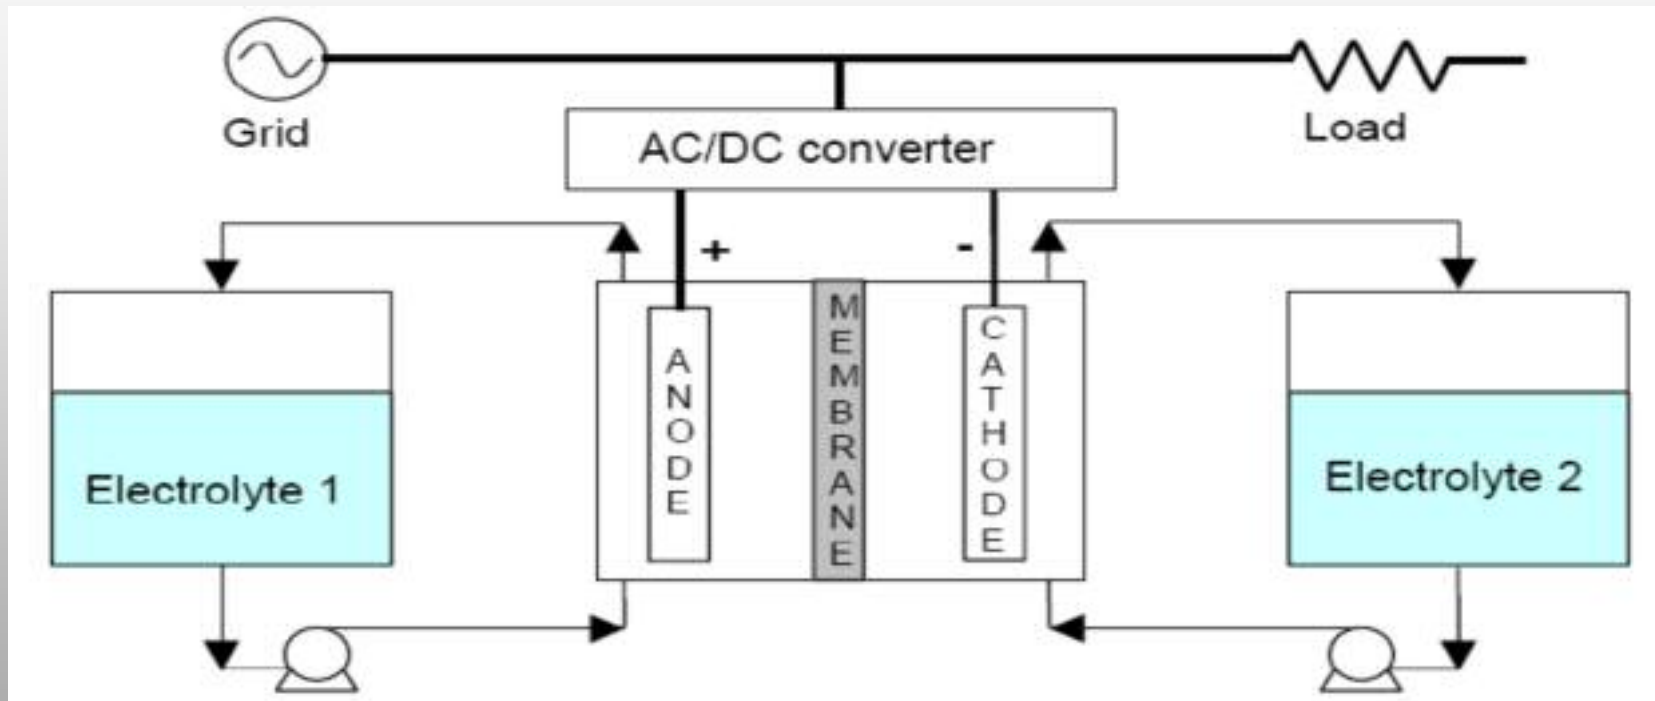 Grid
Load
AC/DC converter
+
-
ANODE
MEMBRANE
CATHODE
Electrolyte 1
Electrolyte 2